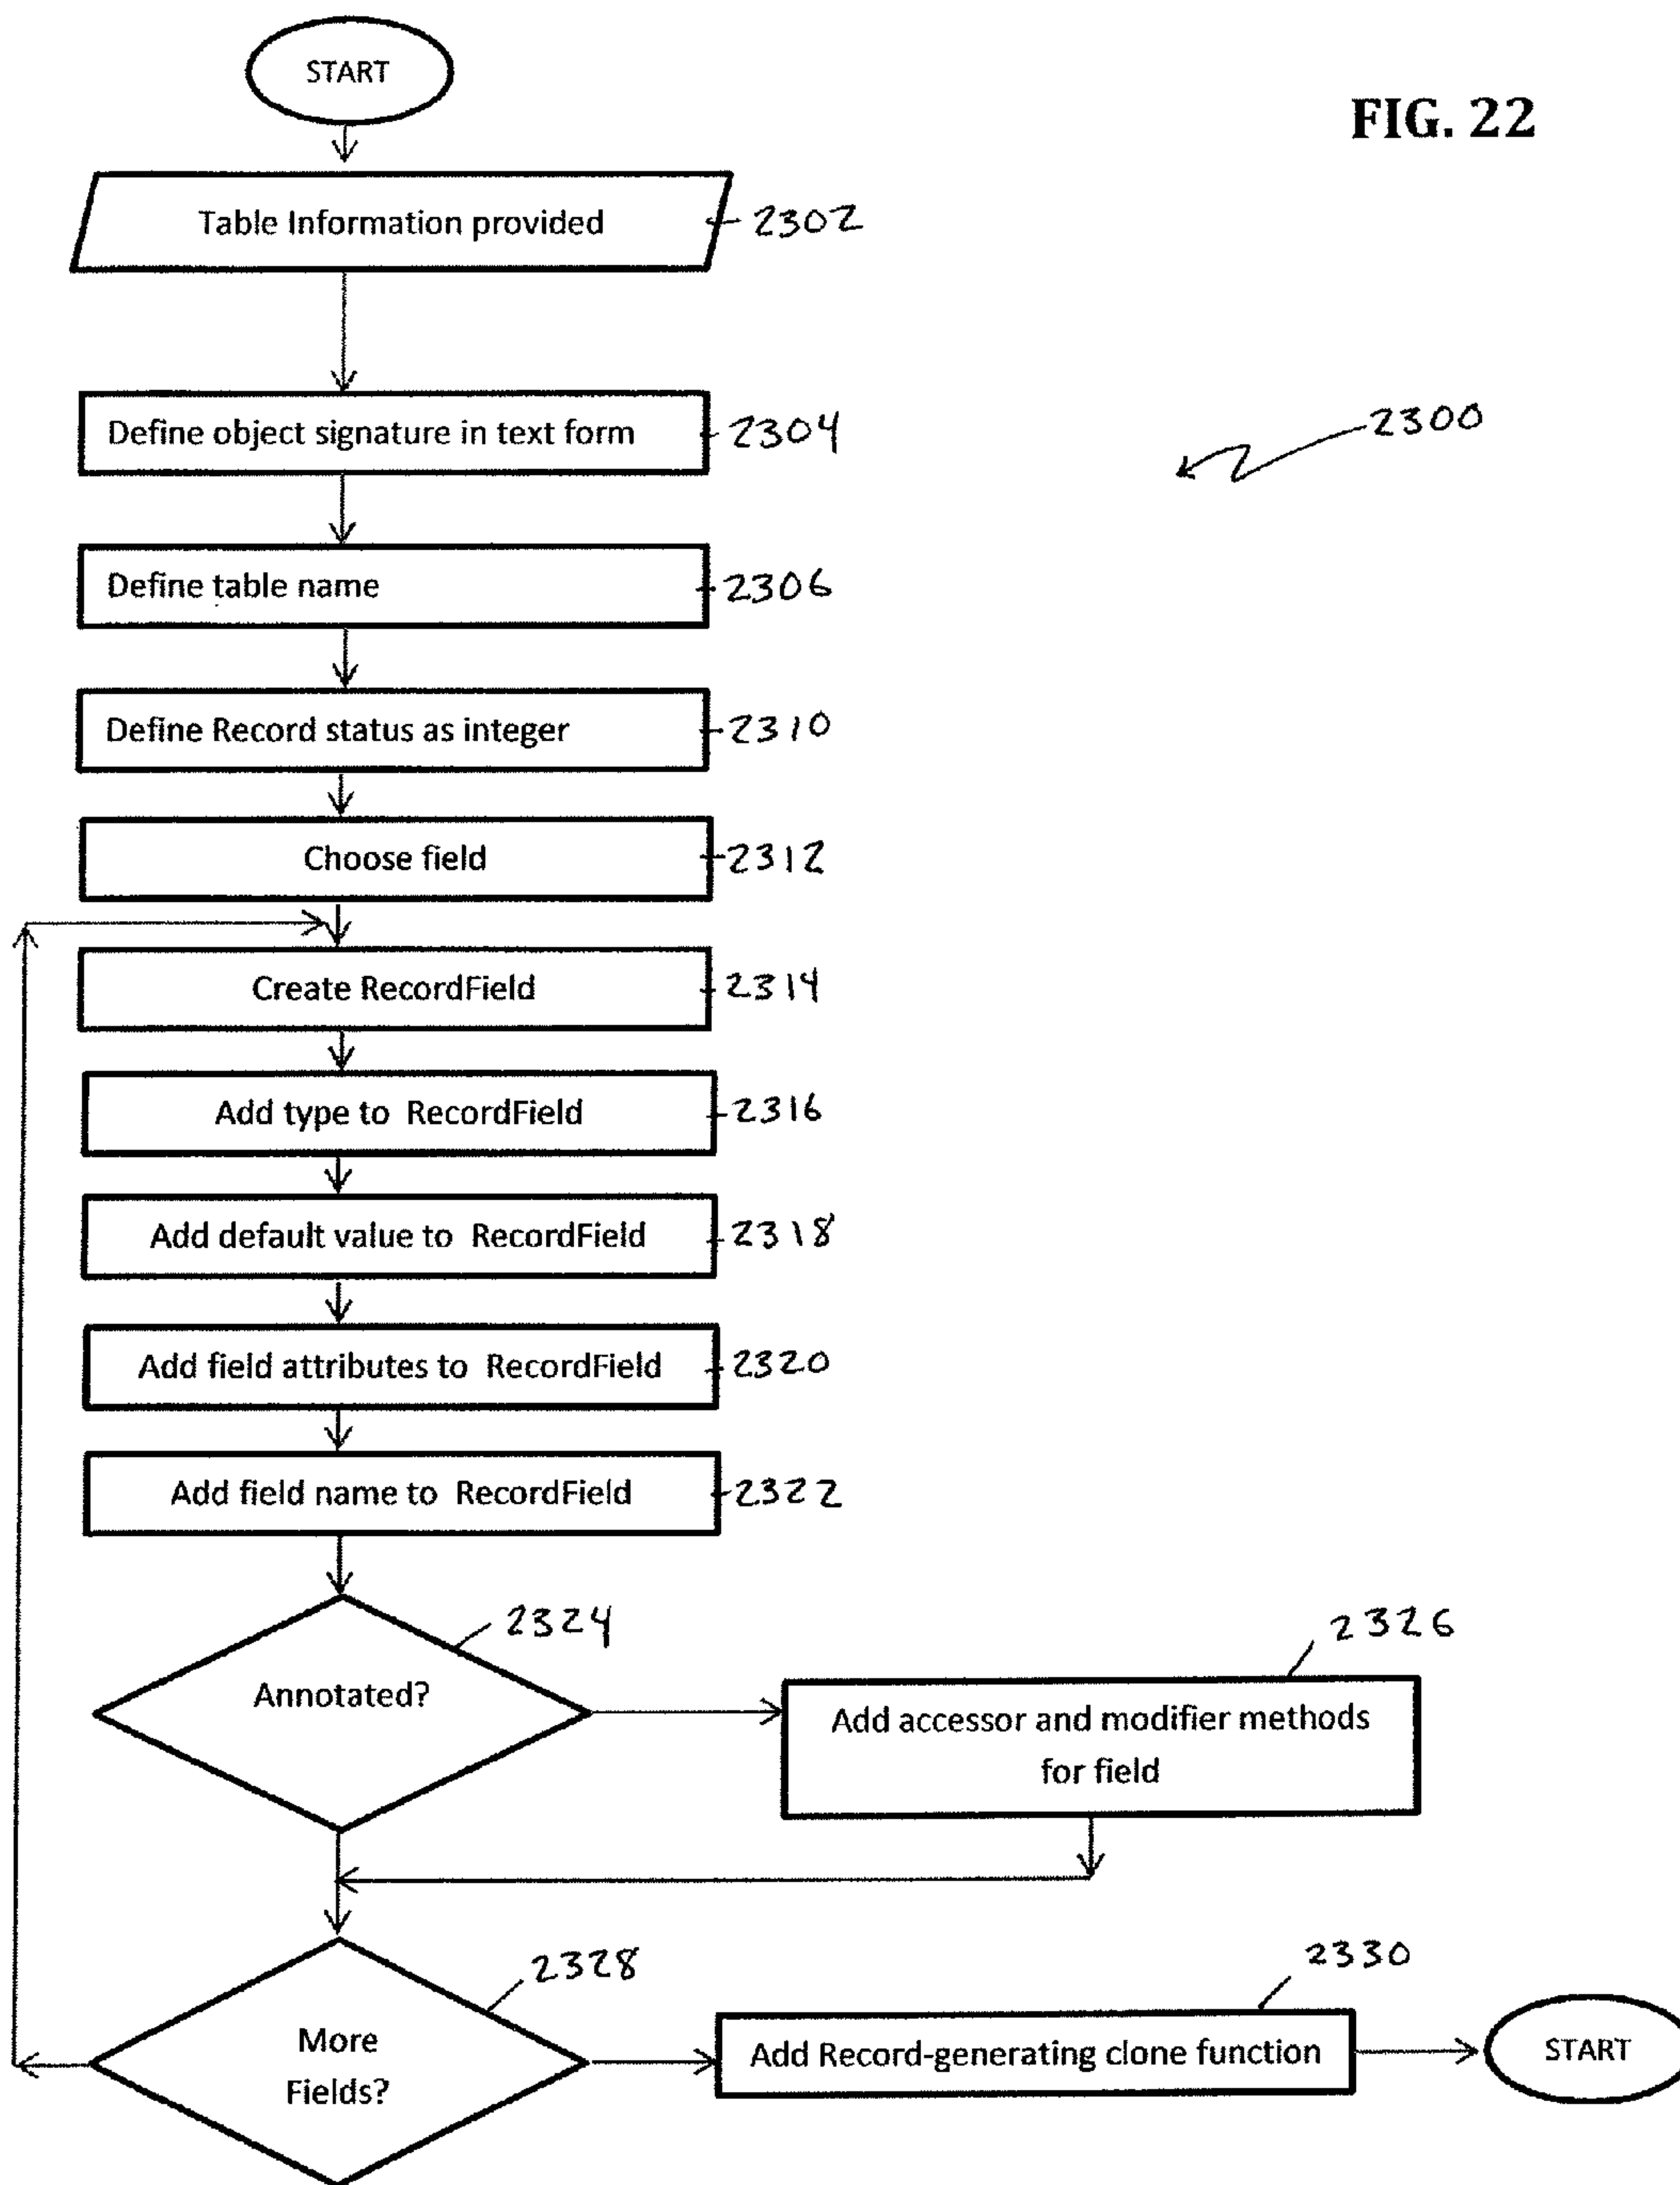 START
FIG. 22
Table Information provided
2302
Define object signature in text form
2304
2300
Define table name
2306
Define Record status as integer
2310
Choose field
2312
Create RecordField
2314
Add type to RecordField
2316
Add default value to RecordField
2318
Add field attributes to RecordField
2320
Add field name to RecordField
2322
2324
Annotated?
2326
Add accessor and modifier methods
for field
2328
More
Fields?
2330
Add Record-generating clone function
START